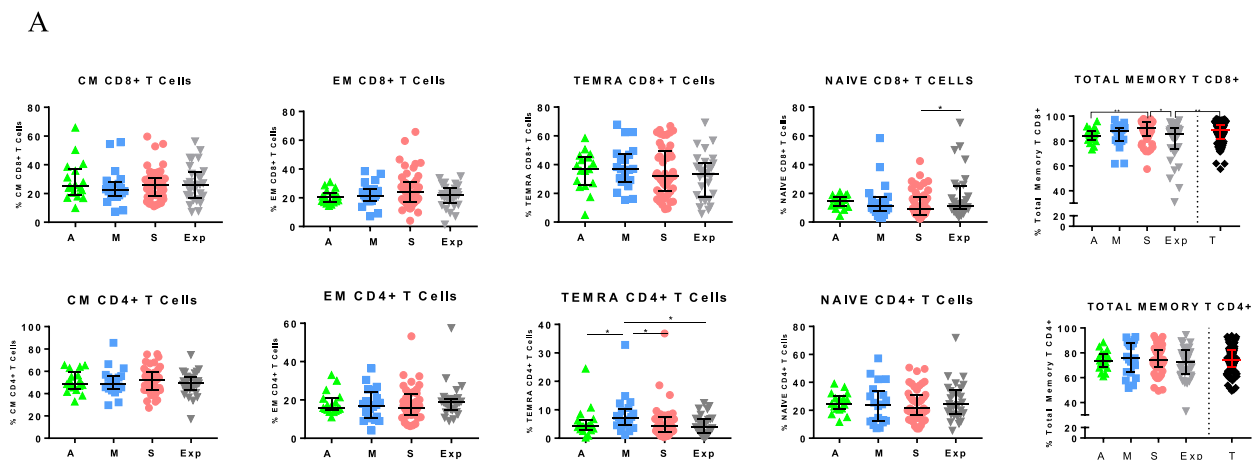 A
CM CD8+ T Cells
% CM CD8+ T Cells
80
60
40
20
0
A M S Exp
EM CD8+ T Cells
% EM CD8+ T Cells
80
60
40
20
0
A M S Exp
TEMRA CD8+ T Cells
% TEMRA CD8+ T Cells
80
60
40
20
0
A M S Exp
NAIVE CD8+ T CELLS
% NAIVE CD8+ T Cells
80
60
40
20
0
*
A M S Exp
TOTAL MEMORY T CD8+
% Total Memory T CD8+
100
80
60
40
20
0
** * **
A M S Exp T
CM CD4+ T Cells
% CM CD4+ T Cells
100
80
60
40
20
0
A M S Exp
EM CD4+ T Cells
% EM CD4+ T Cells
60
40
20
0
A M S Exp
TEMRA CD4+ T Cells
% TEMRA CD4+ T Cells
40
30
20
10
0
* * *
A M S Exp
NAIVE CD4+ T Cells
% NAIVE CD4+ T Cells
80
60
40
20
0
A M S Exp
TOTAL MEMORY T CD4+
% Total Memory T CD4+
100
80
60
40
20
0
A M S Exp T